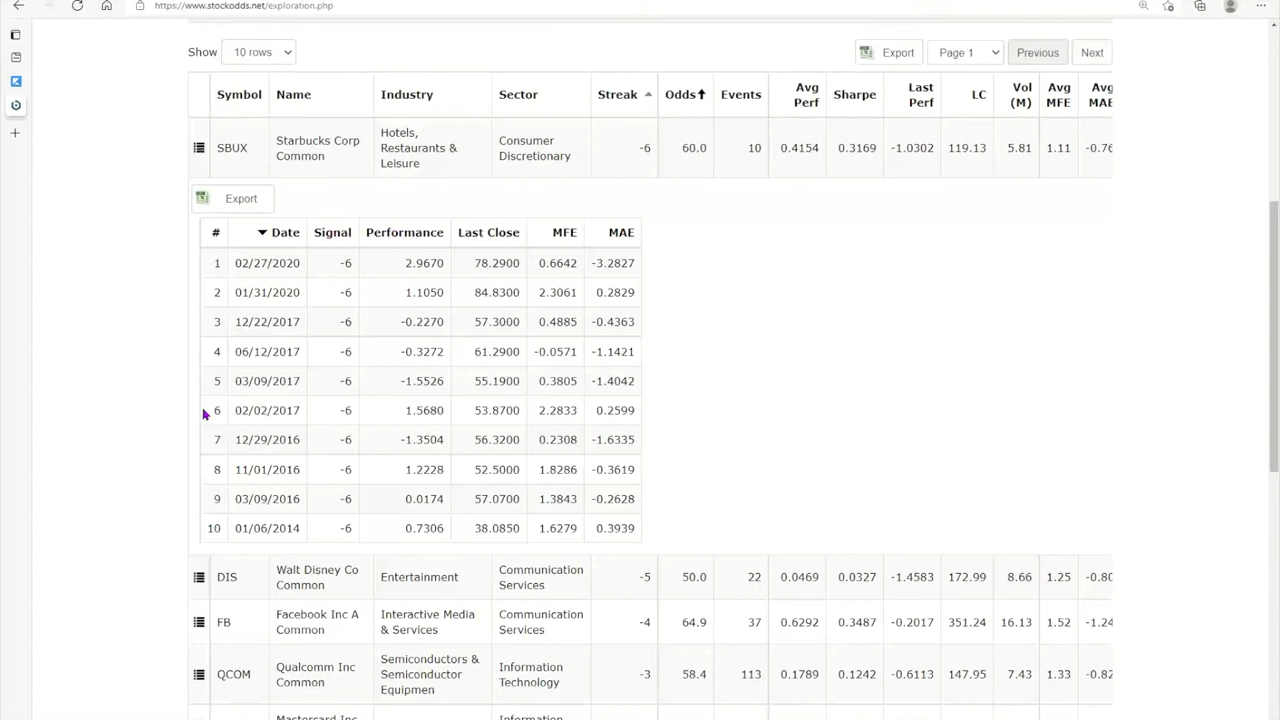 https://www.stockodds.net/exploration.php
Show 10 rows Export Page 1 Previous Next
Symbol Name Industry Sector Streak Odds Events Avg Perf Sharpe Last Perf LC Vol (M) Avg MFE Avg MAE
SBUX Starbucks Corp Common Hotels, Restaurants & Leisure Consumer Discretionary -6 60.0 10 0.4154 0.3169 -1.0302 119.13 5.81 1.11 -0.76
Export
# Date Signal Performance Last Close MFE MAE
1 02/27/2020 -6 2.9670 78.2900 0.6642 -3.2827
2 01/31/2020 -6 1.1050 84.8300 2.3061 0.2829
3 12/22/2017 -6 -0.2270 57.3000 0.4885 -0.4363
4 06/12/2017 -6 -0.3272 61.2900 -0.0571 -1.1421
5 03/09/2017 -6 -1.5526 55.1900 0.3805 -1.4042
6 02/02/2017 -6 1.5680 53.8700 2.2833 0.2599
7 12/29/2016 -6 -1.3504 56.3200 0.2308 -1.6335
8 11/01/2016 -6 1.2228 52.5000 1.8286 -0.3619
9 03/09/2016 -6 0.0174 57.0700 1.3843 -0.2628
10 01/06/2014 -6 0.7306 38.0850 1.6279 0.3939
DIS Walt Disney Co Common Entertainment Communication Services -5 50.0 22 0.0469 0.0327 -1.4583 172.99 8.66 1.25 -0.80
FB Facebook Inc A Common Interactive Media & Services Communication Services -4 64.9 37 0.6292 0.3487 -0.2017 351.24 16.13 1.52 -1.24
QCOM Qualcomm Inc Common Semiconductors & Semiconductor Equipmen Information Technology -3 58.4 113 0.1789 0.1242 -0.6113 147.95 7.43 1.33 -0.82
Mastercard Inc Information